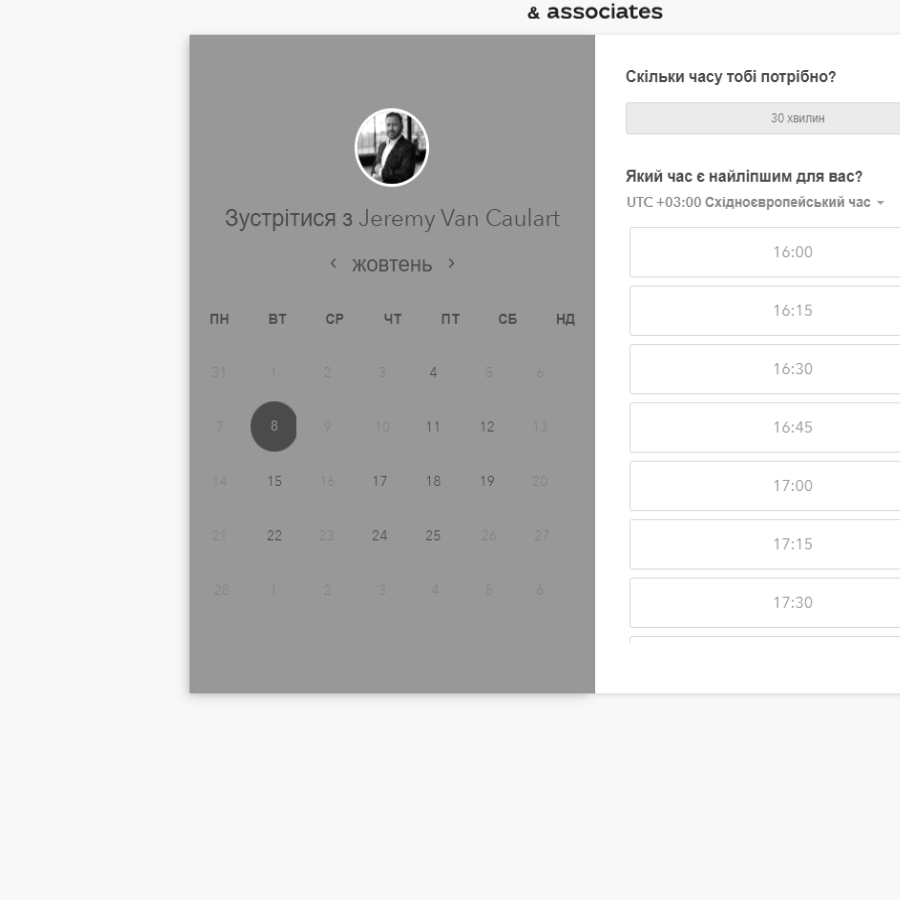 & associates
Зустрітися з Jeremy Van Caulart
жовтень
ПН ВТ СР ЧТ ПТ СБ НД
31 1 2 3 4 5 6
7 8 9 10 11 12 13
14 15 16 17 18 19 20
21 22 23 24 25 26 27
28 1 2 3 4 5 6
Скільки часу тобі потрібно?
30 хвилин
Який час є найліпшим для вас?
UTC +03:00 Східноєвропейський час
16:00
16:15
16:30
16:45
17:00
17:15
17:30